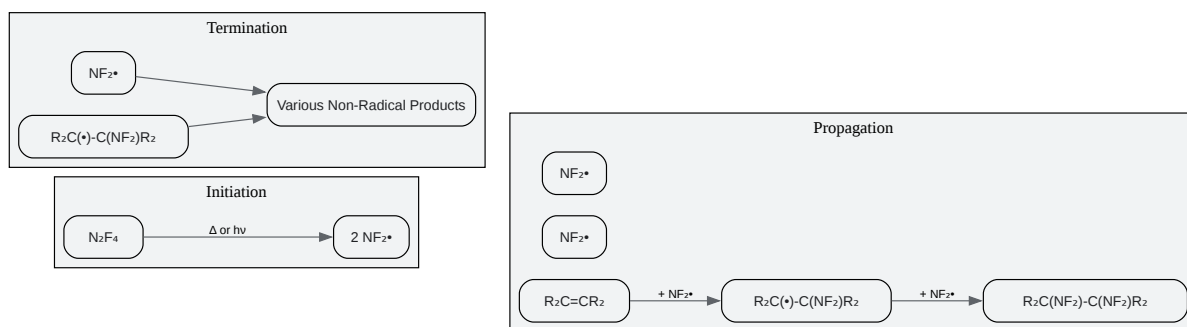 Termination
NF₂•
Various Non-Radical Products
R₂C(•)-C(NF₂)R₂
Initiation
N₂F₄
Δ or hν
2 NF₂•
Propagation
NF₂•
NF₂•
R₂C=CR₂
+ NF₂•
R₂C(•)-C(NF₂)R₂
+ NF₂•
R₂C(NF₂)-C(NF₂)R₂